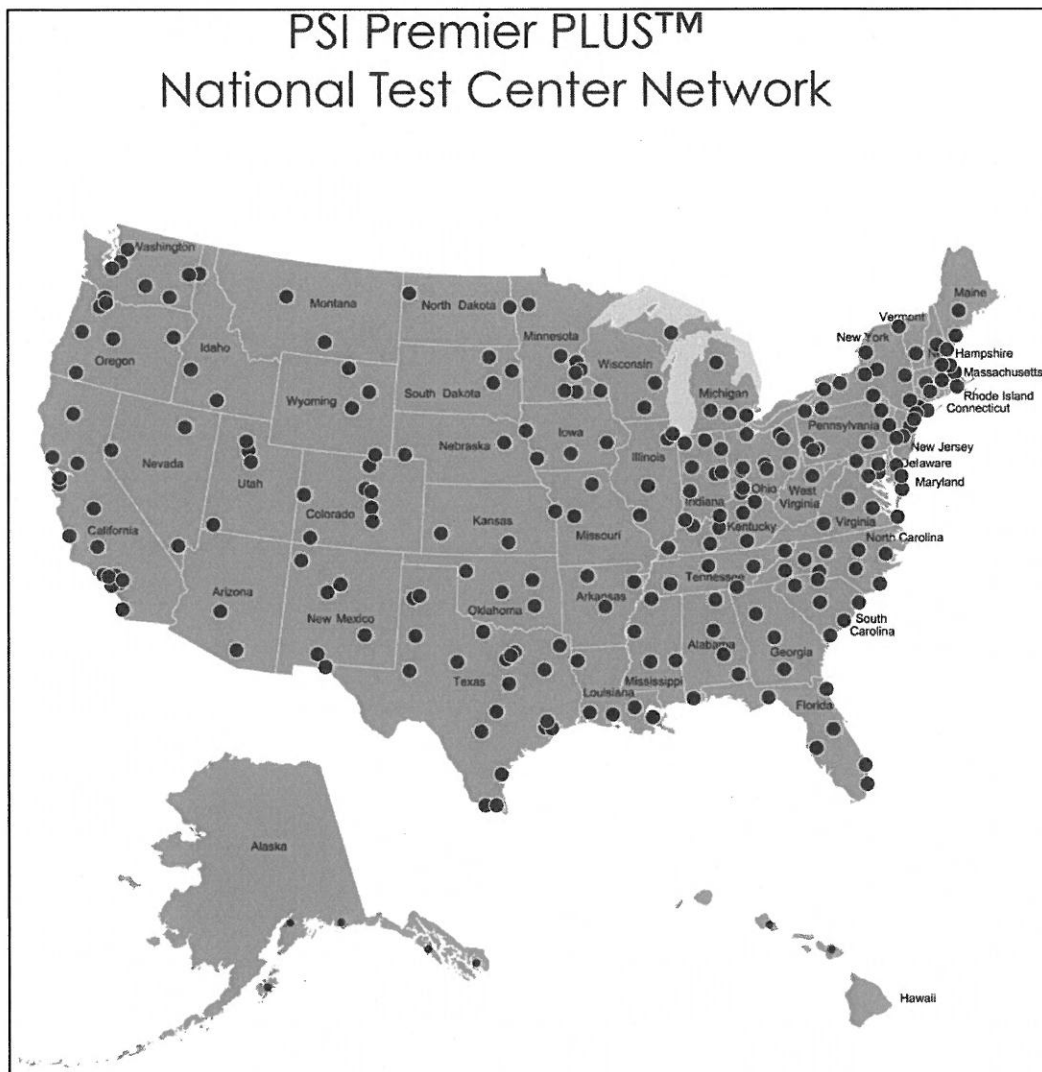 PSI Premier PLUS™
National Test Center Network
Washington
Montana
North Dakota
Minnesota
Maine
Vermont
New York
Hampshire
Massachusetts
Rhode Island
Connecticut
Oregon
Idaho
Wyoming
South Dakota
Wisconsin
Michigan
Pennsylvania
New Jersey
Delaware
Maryland
Nevada
Utah
Colorado
Nebraska
Iowa
Illinois
Indiana
Ohio
West
Virginia
Virginia
California
Kansas
Missouri
Kentucky
North Carolina
Arizona
New Mexico
Oklahoma
Arkansas
Tennessee
South
Carolina
Texas
Louisiana
Mississippi
Alabama
Georgia
Florida
Alaska
Hawaii